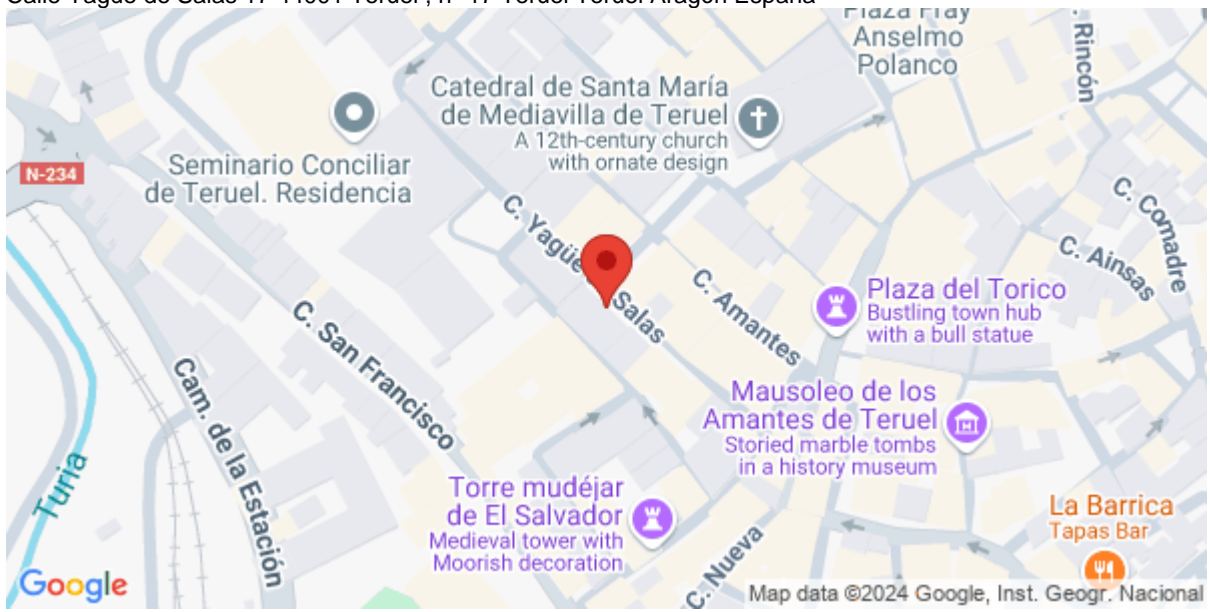 Calle Yagüe de Salas 17 44001 Teruel , nº 17 Teruel Teruel Aragón España
Plaza Fray
Anselmo
Polanco
C. Rincón
Catedral de Santa María
de Mediavilla de Teruel
A 12th-century church
with ornate design
Seminario Conciliar
de Teruel. Residencia
N-234
C. Comadre
C. Ainsas
C. Yagüe
Salas
C. Amantes
Plaza del Torico
Bustling town hub
with a bull statue
C. San Francisco
Cam. de la Estación
Turia
Mausoleo de los
Amantes de Teruel
Storied marble tombs
in a history museum
Torre mudéjar
de El Salvador
Medieval tower with
Moorish decoration
C. Nueva
La Barrica
Tapas Bar
Google
Map data ©2024 Google, Inst. Geogr. Nacional